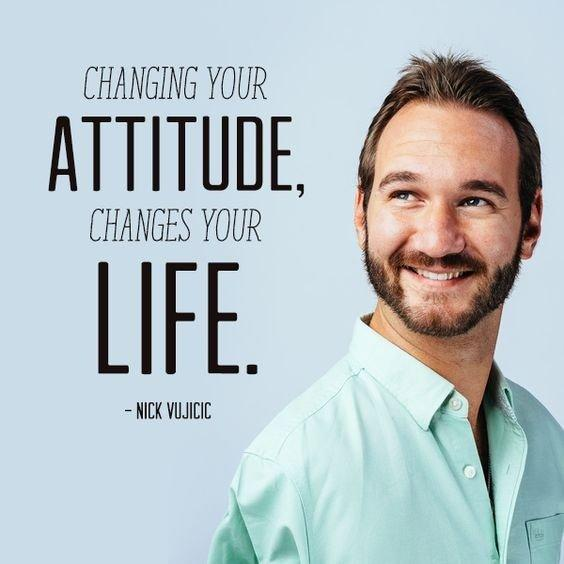 CHANGING YOUR
ATTITUDE,
CHANGES YOUR
LIFE.
- NICK VUJICIC